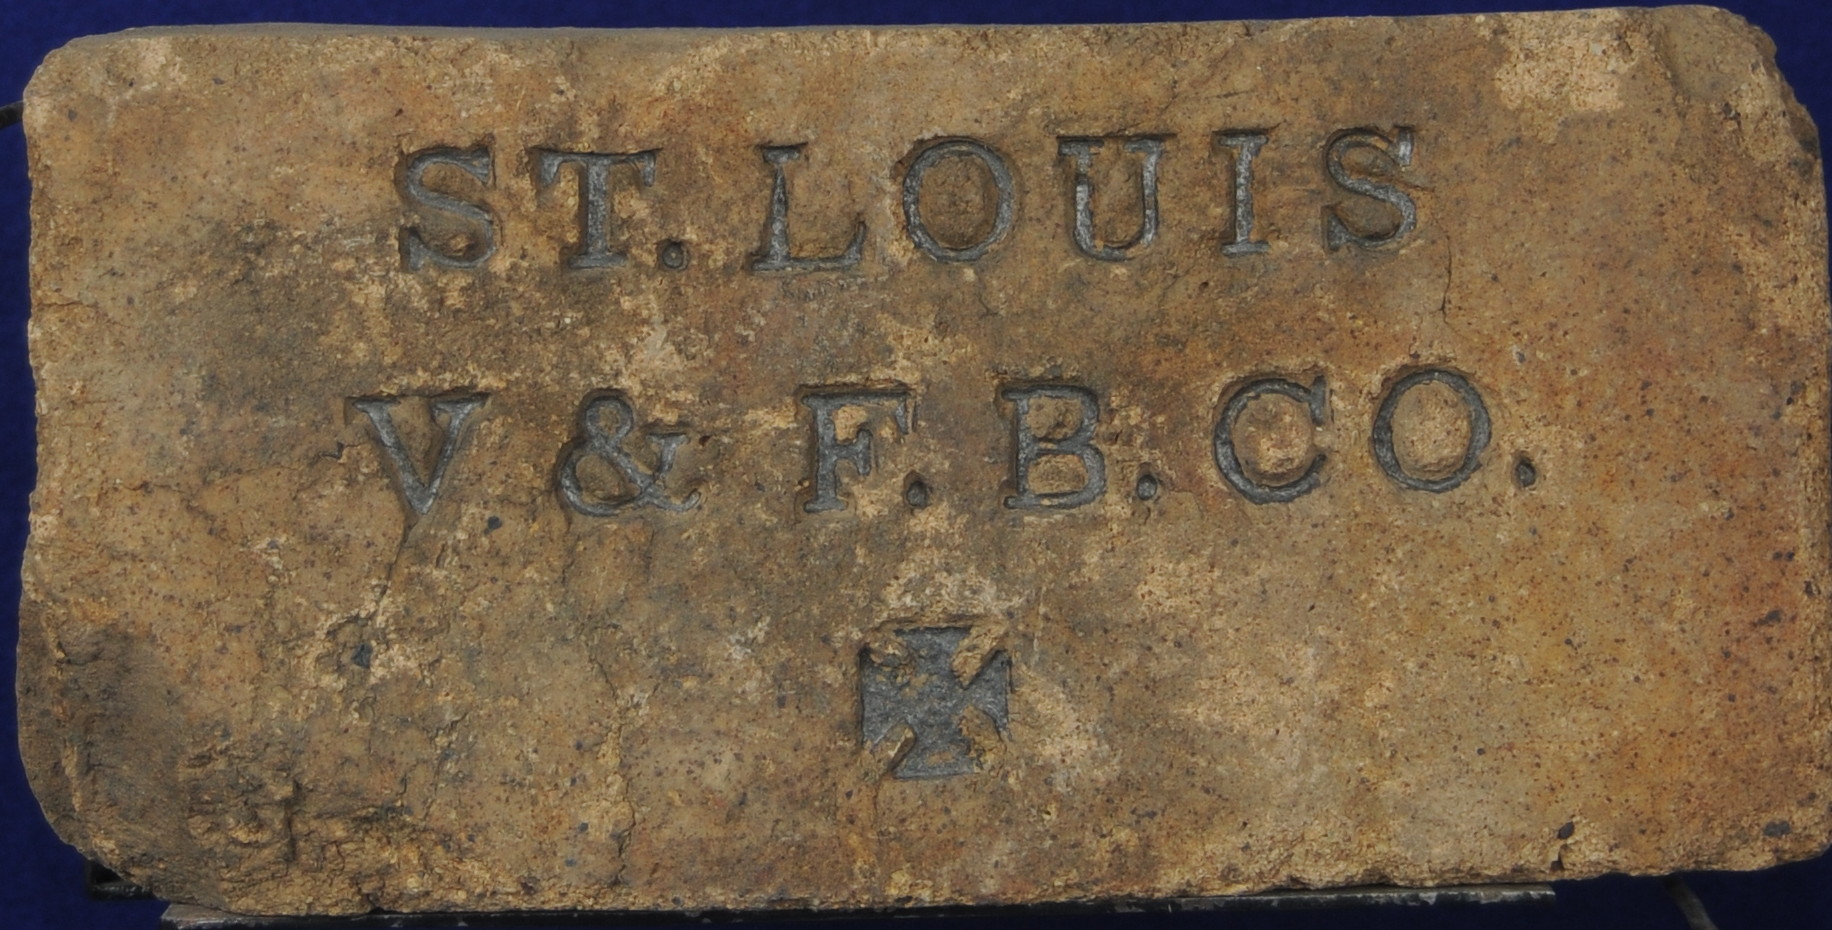 ST. LOUIS
V & F. B. CO.